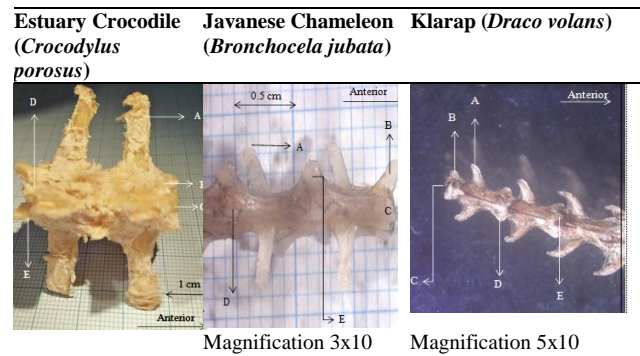 Estuary Crocodile
(Crocodylus
porosus)
Javanese Chameleon
(Bronchocela jubata)
Klarap (Draco volans)
D
A
E
1 cm
Anterior
0.5 cm
Anterior
A
B
C
D
E
Anterior
A
B
C
D
E
Magnification 3x10
Magnification 5x10